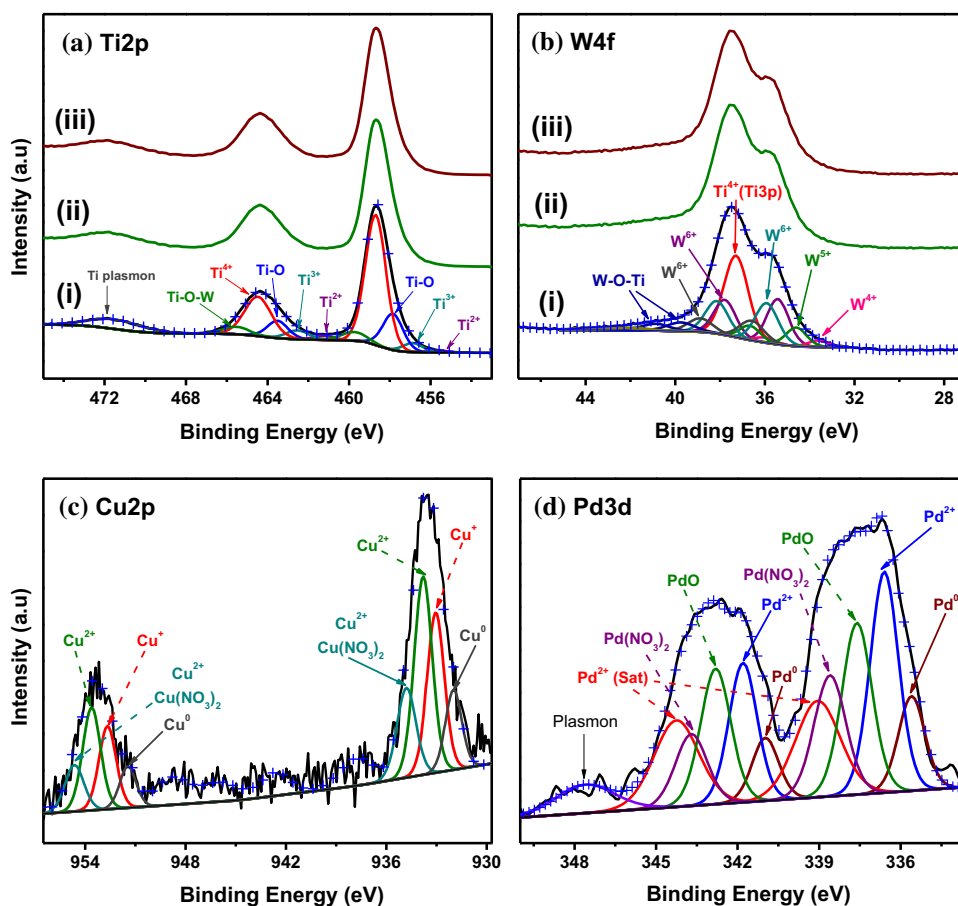 (a) Ti2p
(iii)
(ii)
(i)
Ti plasmon
Ti-O-W
Ti⁴⁺
Ti-O
Ti³⁺
Ti²⁺
Ti-O
Ti³⁺
Ti²⁺
472
468
464
460
456
Binding Energy (eV)
Intensity (a.u)
(b) W4f
(iii)
(ii)
(i)
Ti⁴⁺(Ti3p)
W⁶⁺
W⁶⁺
W⁶⁺
W⁵⁺
W⁴⁺
W-O-Ti
44
40
36
32
28
Binding Energy (eV)
(c) Cu2p
Cu²⁺
Cu⁺
Cu²⁺
Cu(NO₃)₂
Cu⁰
Cu²⁺
Cu⁺
Cu²⁺
Cu(NO₃)₂
Cu⁰
954
948
942
936
930
Binding Energy (eV)
Intensity (a.u)
(d) Pd3d
Pd²⁺
PdO
Pd(NO₃)₂
PdO
Pd²⁺
Pd⁰
Pd(NO₃)₂
Pd⁰
Pd²⁺ (Sat)
Plasmon
348
345
342
339
336
Binding Energy (eV)